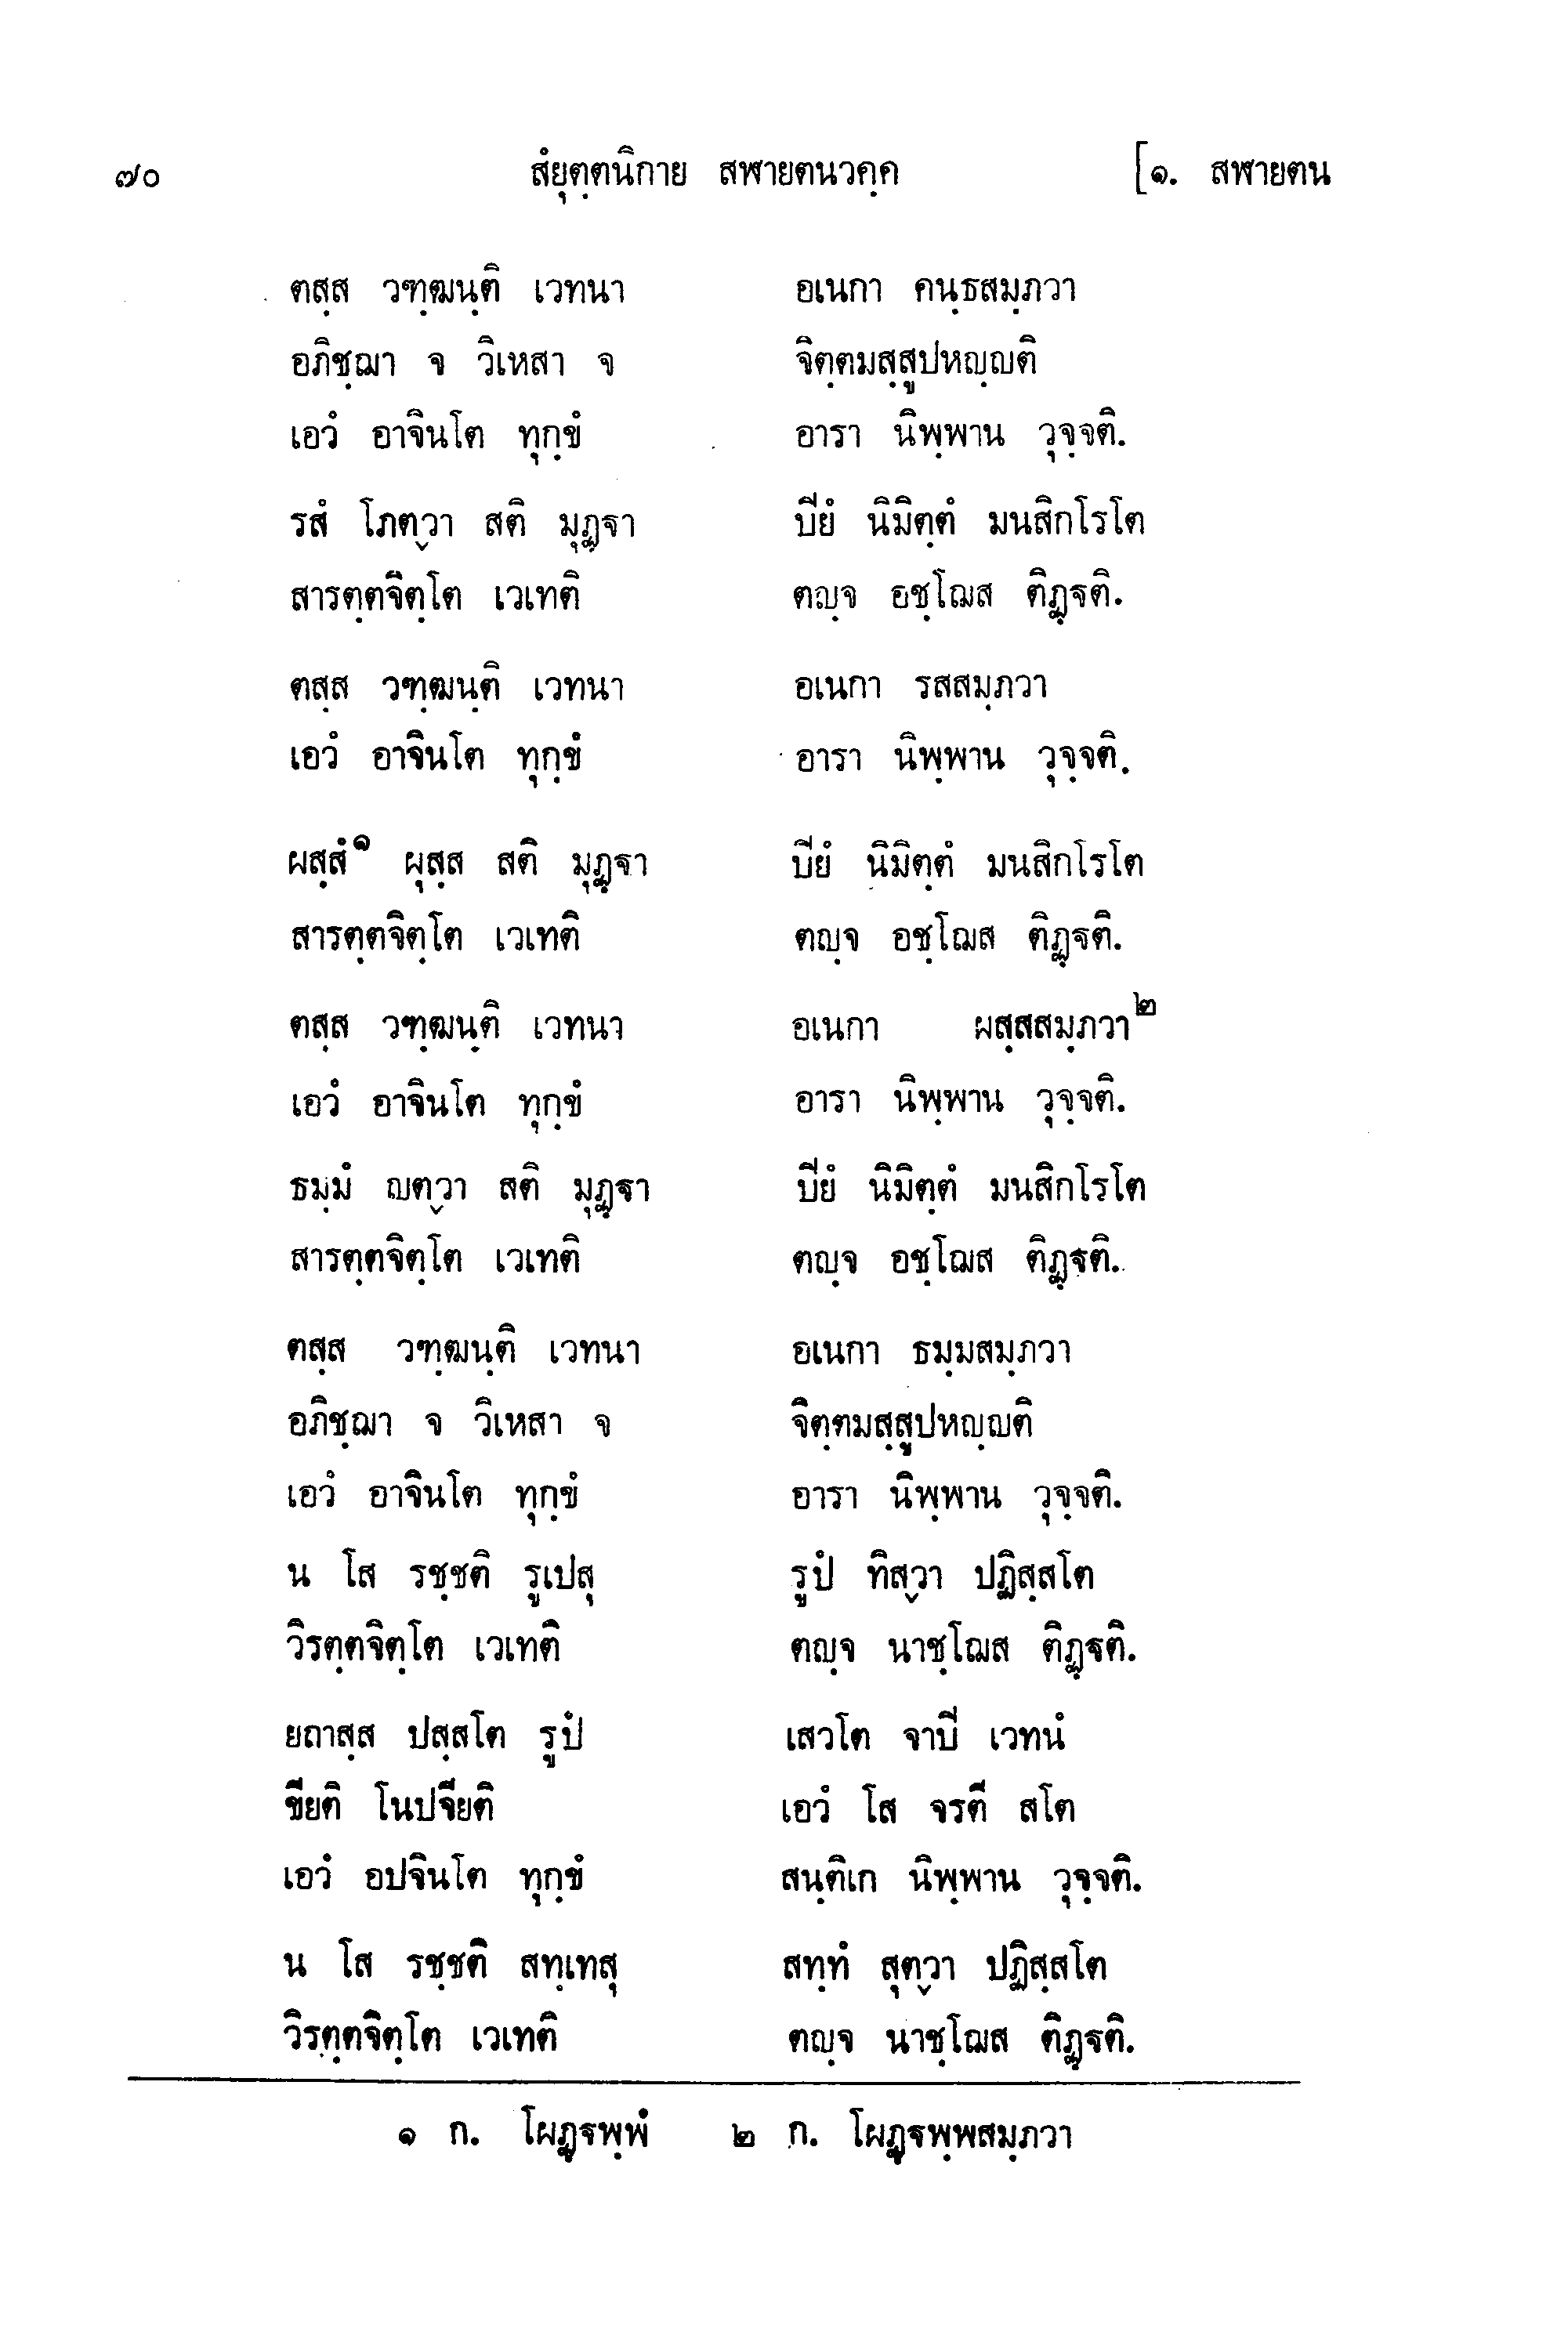 ๗๐ สํยุตฺตนิกาย สฬายตนวคฺค [๑. สฬายตน
ตสฺส วฑฺฒนฺติ เวทนา อเนกา คนฺธสมฺภวา
อภิชฺฌา จ วิเหสา จ จิตฺตมสฺสูปหญฺญติ
เอวํ อาจินโต ทุกฺขํ อารา นิพฺพาน วุจฺจติ.
รสํ โภตฺวา สติ มุฏฺฐา ปิยํ นิมิตฺตํ มนสิกโรโต
สารตฺตจิตฺโต เวเทติ ตญฺจ อชฺโฌส ติฏฺฐติ.
ตสฺส วฑฺฒนฺติ เวทนา อเนกา รสสมฺภวา
เอวํ อาจินโต ทุกฺขํ อารา นิพฺพาน วุจฺจติ.
ผสฺสํ๑ ผุสฺส สติ มุฏฺฐา ปิยํ นิมิตฺตํ มนสิกโรโต
สารตฺตจิตฺโต เวเทติ ตญฺจ อชฺโฌส ติฏฺฐติ.
ตสฺส วฑฺฒนฺติ เวทนา อเนกา ผสฺสสมฺภวา๒
เอวํ อาจินโต ทุกฺขํ อารา นิพฺพาน วุจฺจติ.
ธมฺมํ ญตฺวา สติ มุฏฺฐา ปิยํ นิมิตฺตํ มนสิกโรโต
สารตฺตจิตฺโต เวเทติ ตญฺจ อชฺโฌส ติฏฺฐติ.
ตสฺส วฑฺฒนฺติ เวทนา อเนกา ธมฺมสมฺภวา
อภิชฺฌา จ วิเหสา จ จิตฺตมสฺสูปหญฺญติ
เอวํ อาจินโต ทุกฺขํ อารา นิพฺพาน วุจฺจติ.
น โส รชฺชติ รูเปสุ รูปํ ทิสฺวา ปฏิสฺสโต
วิรตฺตจิตฺโต เวเทติ ตญฺจ นาชฺโฌส ติฏฺฐติ.
ยถาสฺส ปสฺสโต รูปํ เสวโต จาปิ เวทนํ
ขียติ โนปจียติ เอวํ โส จรตี สโต
เอวํ อปจินโต ทุกฺขํ สนฺติเก นิพฺพาน วุจฺจติ.
น โส รชฺชติ สทฺเทสุ สทฺทํ สุตฺวา ปฏิสฺสโต
วิรตฺตจิตฺโต เวเทติ ตญฺจ นาชฺโฌส ติฏฺฐติ.
๑ ก. โผฏฺฐพฺพํ ๒ ก. โผฏฺฐพฺพสมฺภวา